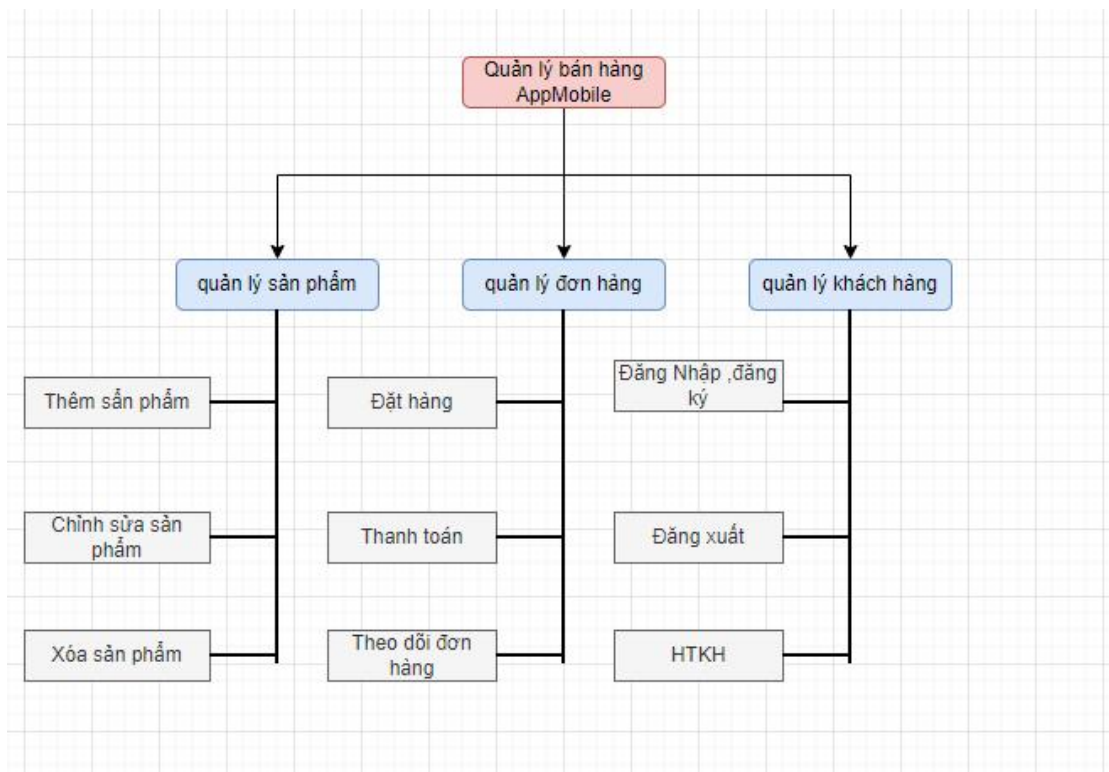 Quản lý bán hàng
AppMobile
quản lý sản phẩm
quản lý đơn hàng
quản lý khách hàng
Thêm sẩn phẩm
Đặt hàng
Đăng Nhập ,đăng
ký
Chỉnh sửa sản
phẩm
Thanh toán
Đăng xuất
Xóa sản phẩm
Theo dõi đơn
hàng
HTKH